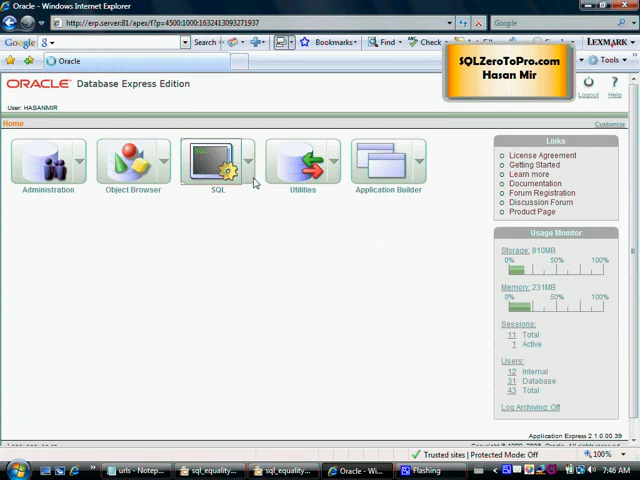 Oracle - Windows Internet Explorer
http://erp.server:81/apex/f?p=4500:1000:1632413093271937
Google
Google
Search
Bookmarks
Check
LEXMARK
Oracle
Tools
SQLZeroToPro.com
Hasan Mir
ORACLE Database Express Edition
Logout
Help
User: HASANMIR
Home
Customize
SQL
Administration
Object Browser
SQL
Utilities
Application Builder
Links
License Agreement
Getting Started
Learn more
Documentation
Forum Registration
Discussion Forum
Product Page
Usage Monitor
Storage: 810MB
0% 50% 100%
Memory: 231MB
0% 50% 100%
Sessions:
11 Total
1 Active
Users:
12 Internal
31 Database
43 Total
Log Archiving: Off
Application Express 2.1.0.00.39
Trusted sites | Protected Mode: Off
100%
urls - Notep...
sql_equality...
sql_equality...
Oracle - Wi...
Flashing
7:46 AM